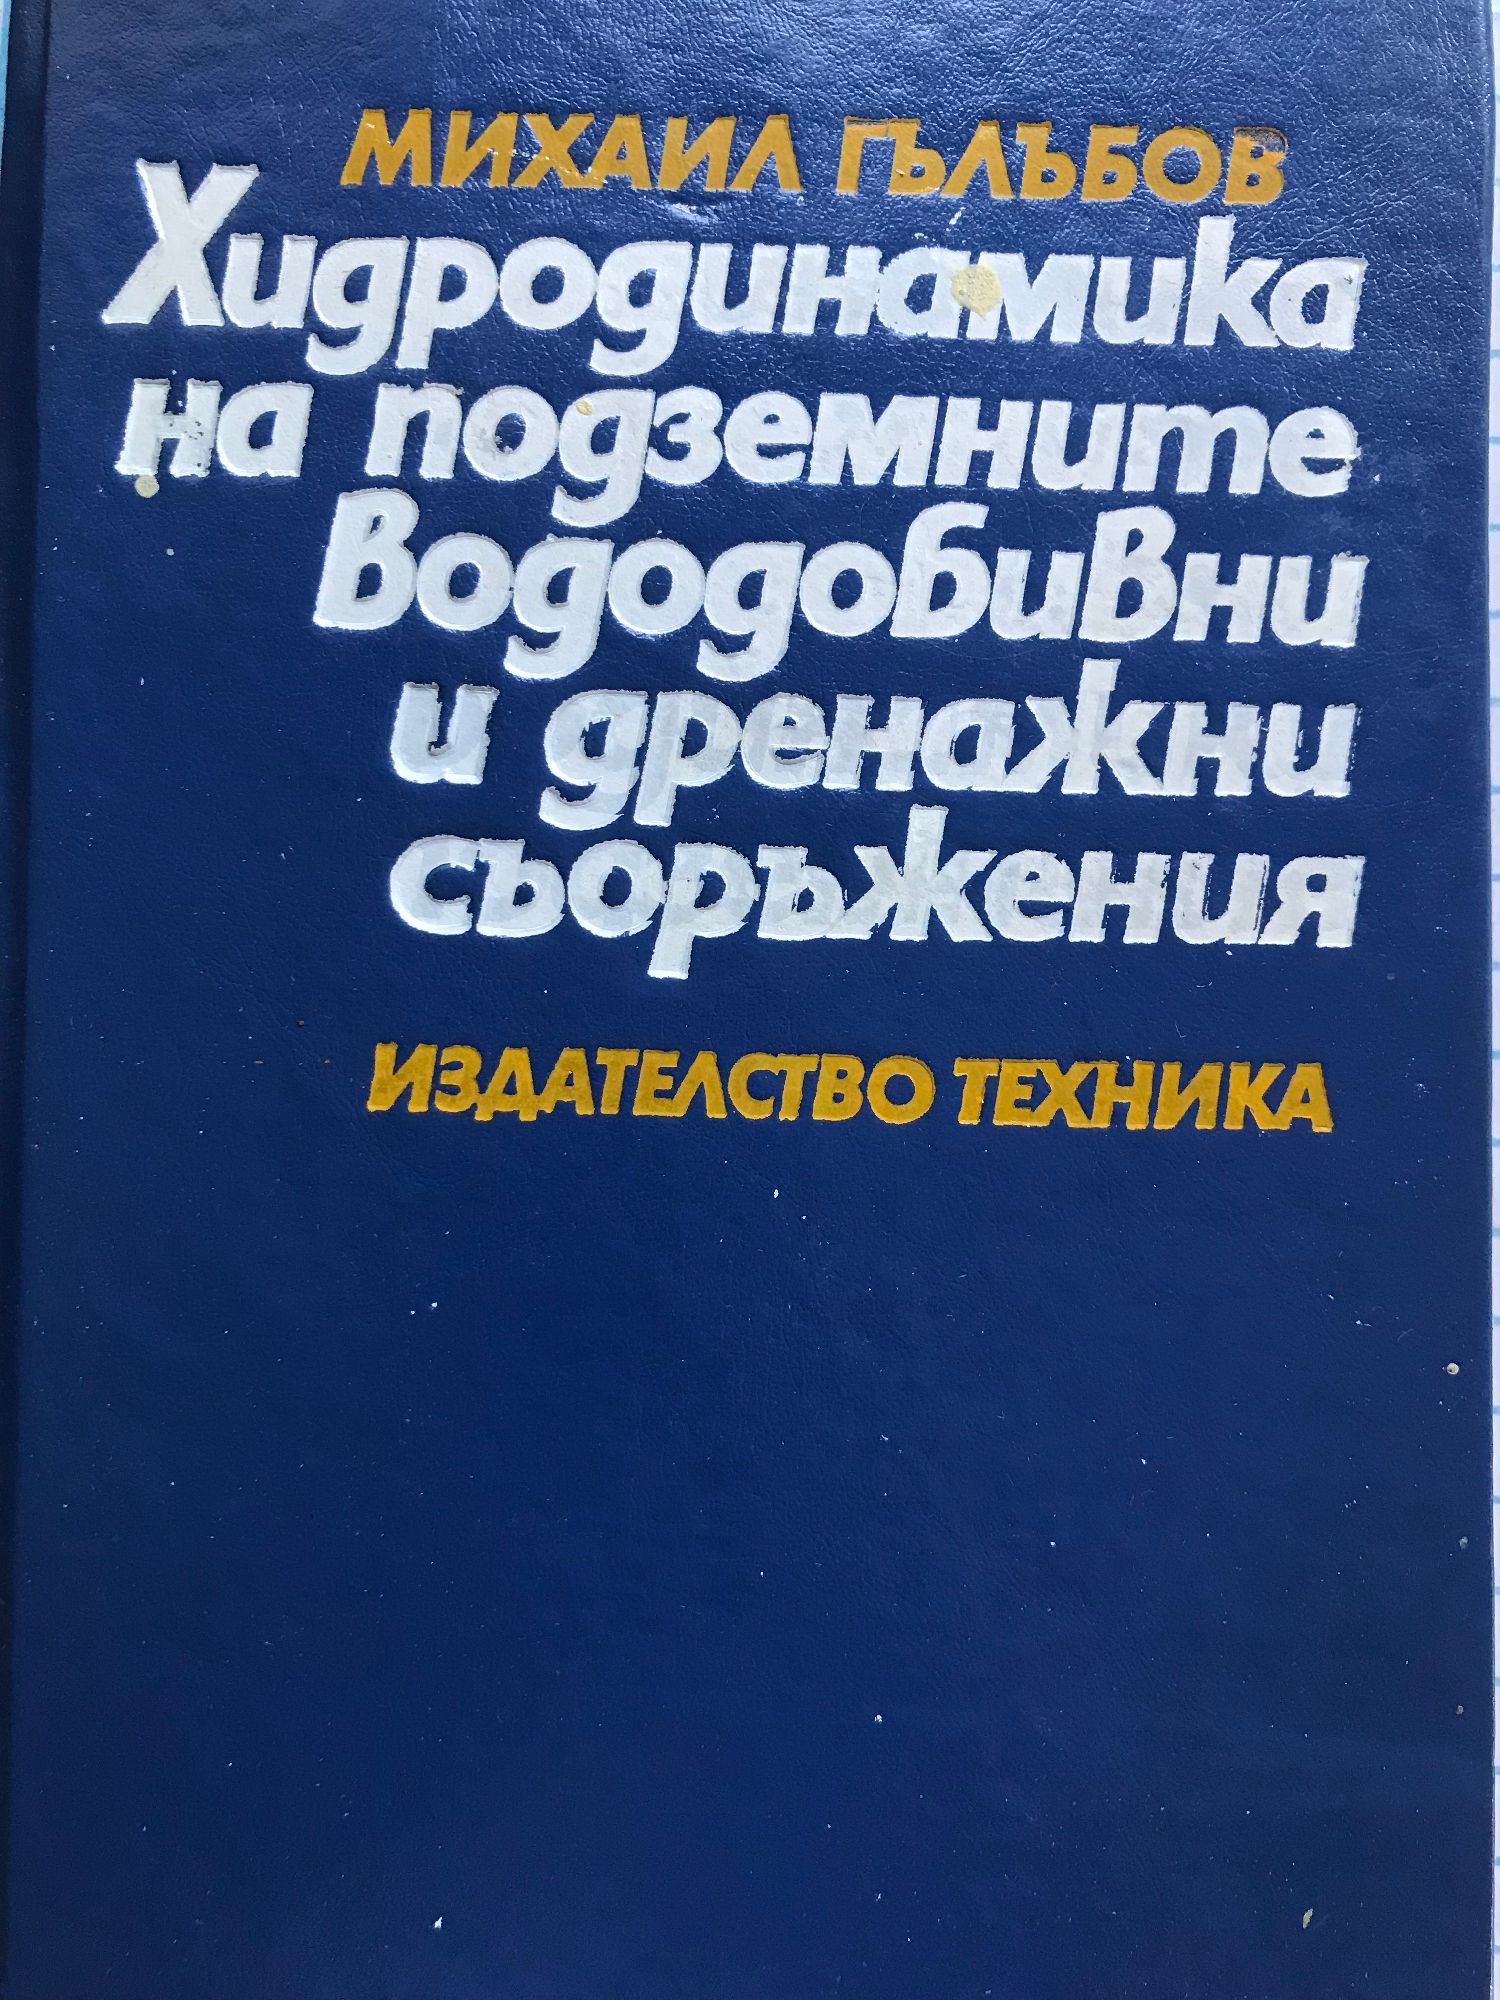 МИХАИЛ ГЪЛЪБОВ
Хидродинамика
на подземните
вододобивни
и дренажни
съоръжения
ИЗДАТЕЛСТВО ТЕХНИКА